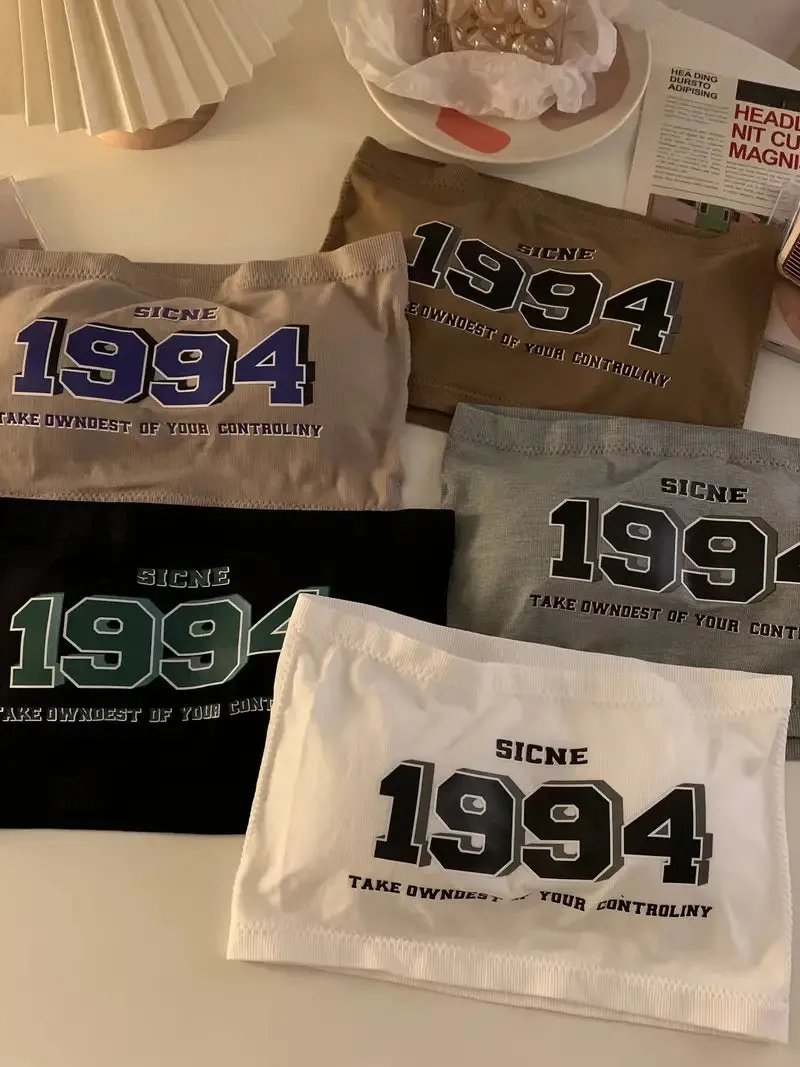 HEA DING
DURSTO
ADIPISING
HEADL
NIT CU
MAGNI
SICNE
1994
E OWNDEST OF YOUR CONTROLINY
SICNE
1994
TAKE OWNDEST OF YOUR CONTROLINY
SICNE
199
TAKE OWNDEST OF YOUR CONT
SICNE
1994
TAKE OWNDEST OF YOUR CONT
SICNE
1994
TAKE OWNDEST YOUR CONTROLINY